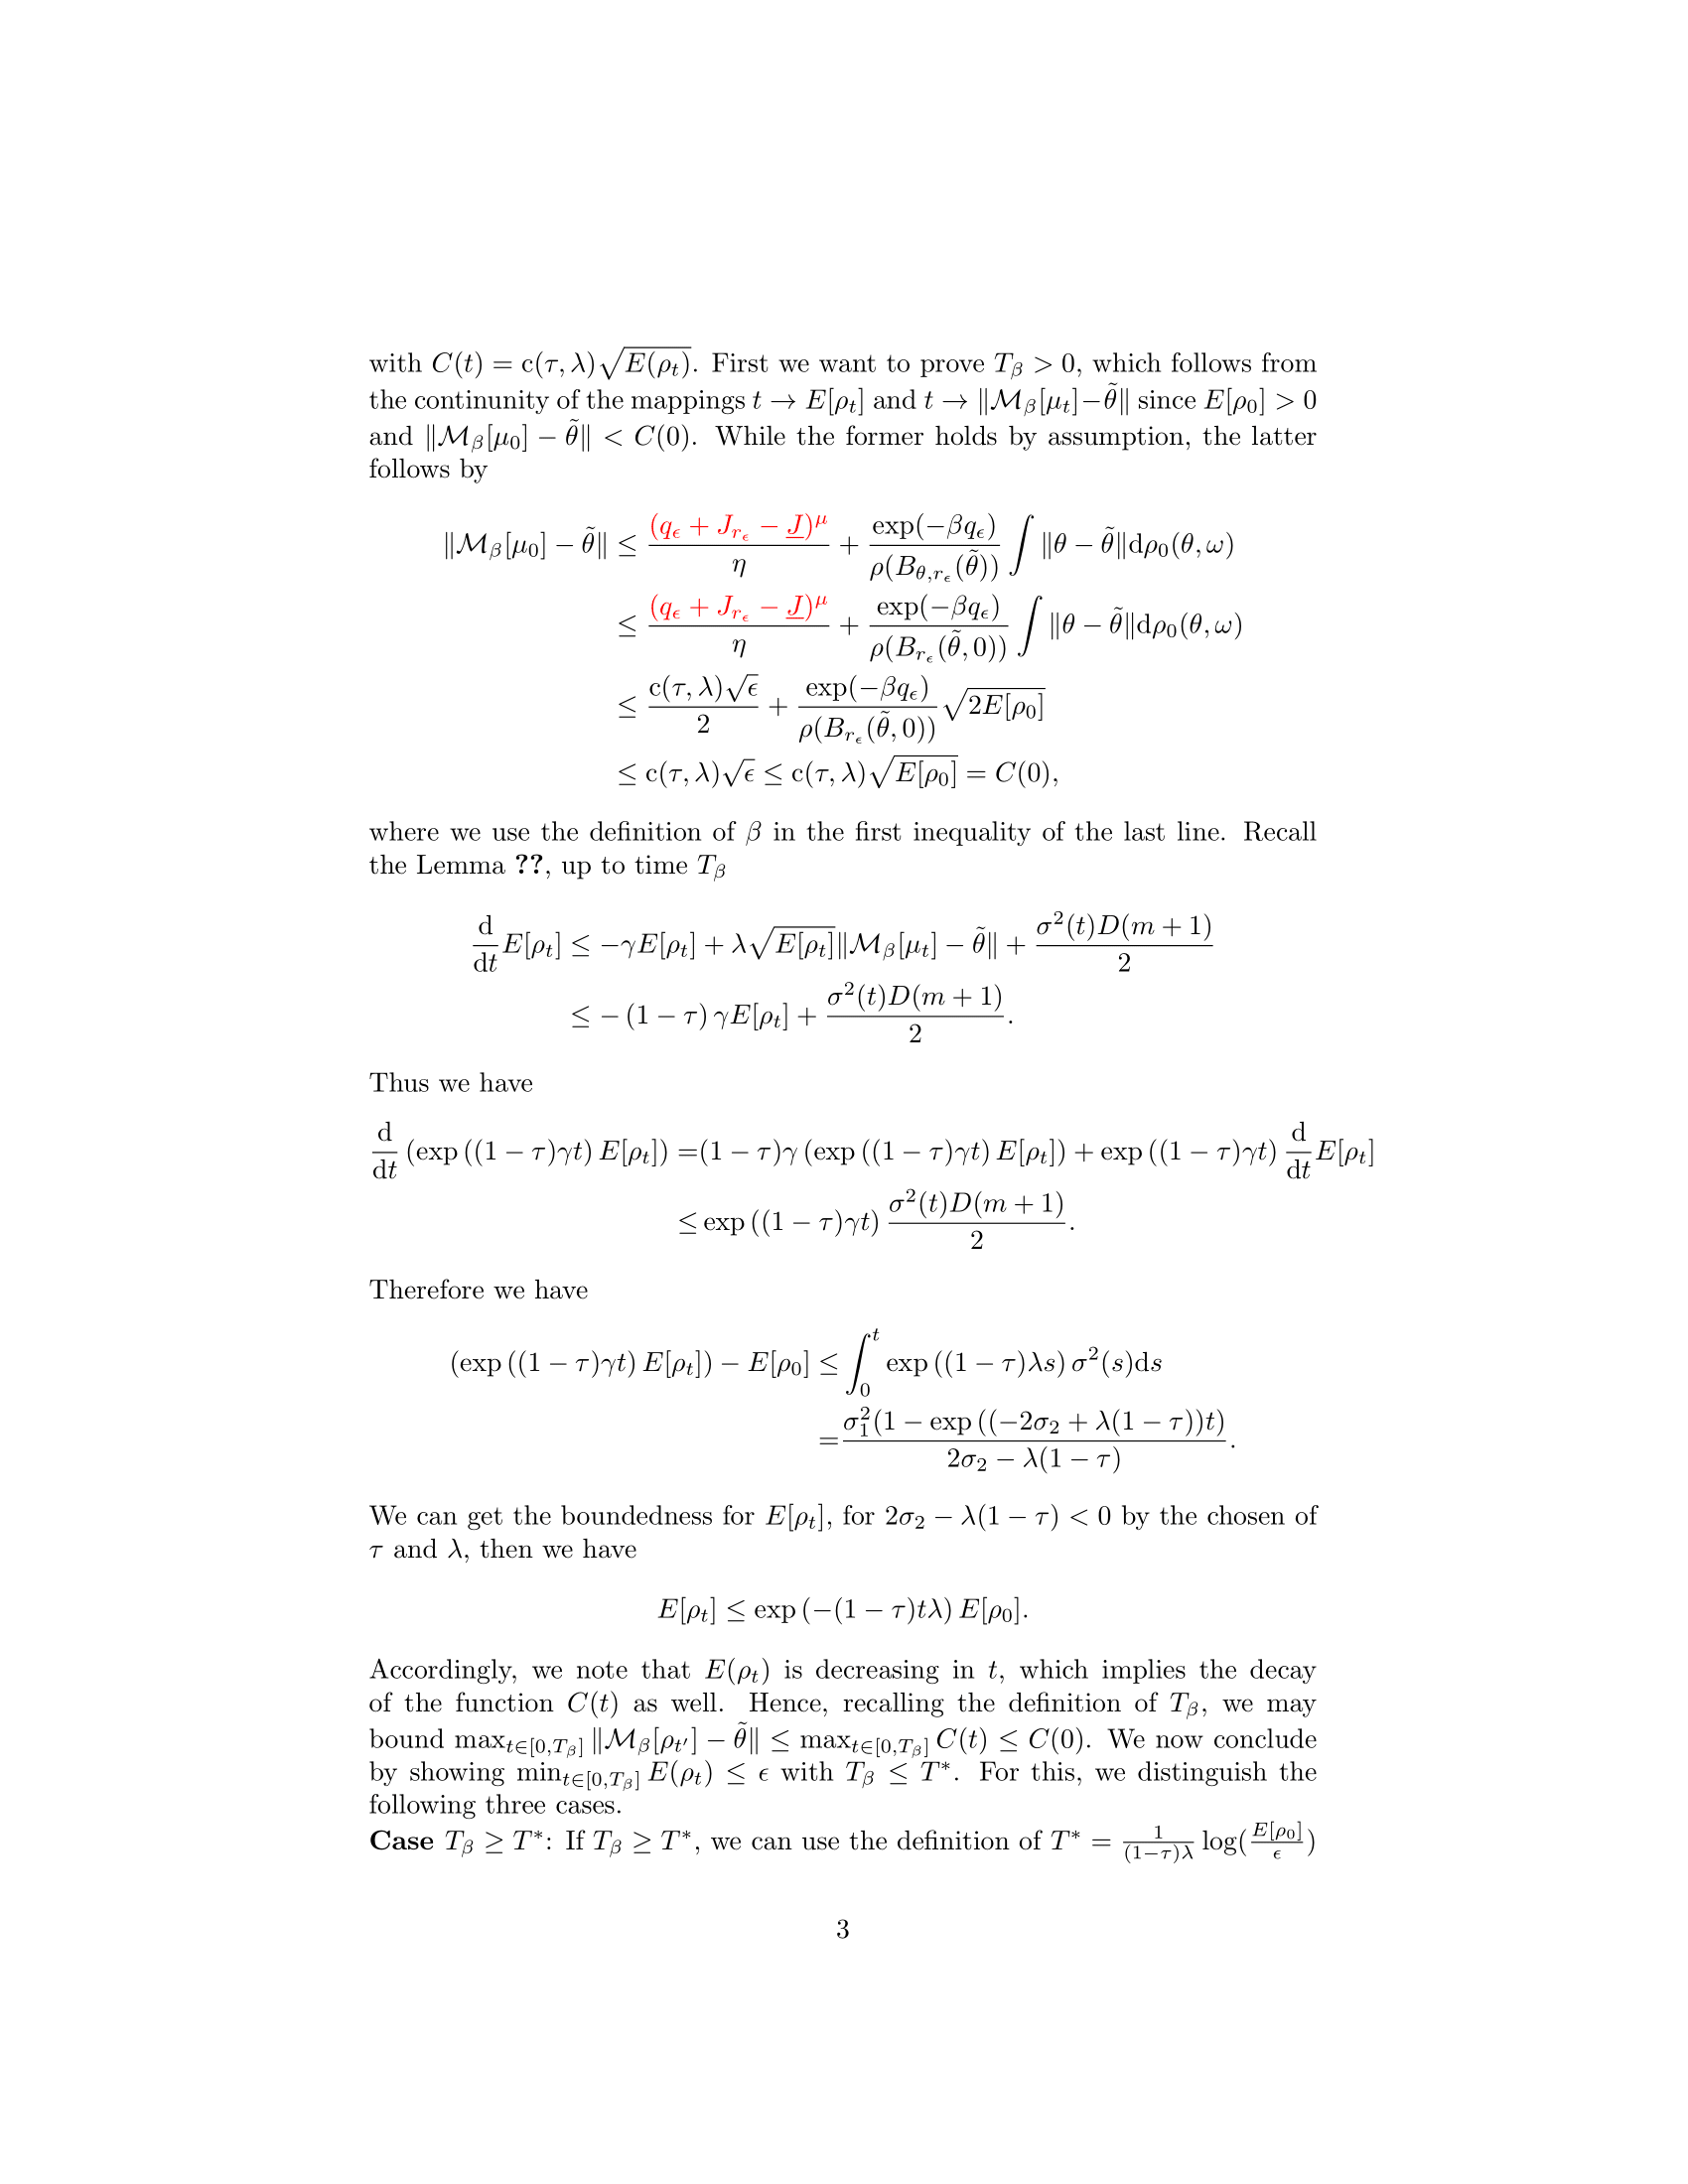 with $C(t) = \mathrm{c}(\tau, \lambda)\sqrt{E(\rho_t)}$. First we want to prove $T_\beta > 0$, which follows from
the continunity of the mappings $t \to E[\rho_t]$ and $t \to \|\mathcal{M}_\beta[\mu_t] - \tilde{\theta}\|$ since $E[\rho_0] > 0$
and $\|\mathcal{M}_\beta[\mu_0] - \tilde{\theta}\| < C(0)$. While the former holds by assumption, the latter
follows by
$\|\mathcal{M}_\beta[\mu_0] - \tilde{\theta}\| \leq \frac{(q_\epsilon + J_{r_\epsilon} - \underline{J})^\mu}{\eta} + \frac{\exp(-\beta q_\epsilon)}{\rho(B_{\theta, r_\epsilon}(\tilde{\theta}))} \int \|\theta - \tilde{\theta}\| \mathrm{d}\rho_0(\theta, \omega)$
$\leq \frac{(q_\epsilon + J_{r_\epsilon} - \underline{J})^\mu}{\eta} + \frac{\exp(-\beta q_\epsilon)}{\rho(B_{r_\epsilon}(\tilde{\theta}, 0))} \int \|\theta - \tilde{\theta}\| \mathrm{d}\rho_0(\theta, \omega)$
$\leq \frac{\mathrm{c}(\tau, \lambda)\sqrt{\epsilon}}{2} + \frac{\exp(-\beta q_\epsilon)}{\rho(B_{r_\epsilon}(\tilde{\theta}, 0))} \sqrt{2E[\rho_0]}$
$\leq \mathrm{c}(\tau, \lambda)\sqrt{\epsilon} \leq \mathrm{c}(\tau, \lambda)\sqrt{E[\rho_0]} = C(0),$
where we use the definition of $\beta$ in the first inequality of the last line. Recall
the Lemma **??**, up to time $T_\beta$
$\frac{\mathrm{d}}{\mathrm{d}t} E[\rho_t] \leq -\gamma E[\rho_t] + \lambda\sqrt{E[\rho_t]} \|\mathcal{M}_\beta[\mu_t] - \tilde{\theta}\| + \frac{\sigma^2(t)D(m+1)}{2}$
$\leq -(1-\tau)\gamma E[\rho_t] + \frac{\sigma^2(t)D(m+1)}{2}.$
Thus we have
$\frac{\mathrm{d}}{\mathrm{d}t} (\exp((1-\tau)\gamma t) E[\rho_t]) = (1-\tau)\gamma (\exp((1-\tau)\gamma t) E[\rho_t]) + \exp((1-\tau)\gamma t) \frac{\mathrm{d}}{\mathrm{d}t} E[\rho_t]$
$\leq \exp((1-\tau)\gamma t) \frac{\sigma^2(t)D(m+1)}{2}.$
Therefore we have
$(\exp((1-\tau)\gamma t) E[\rho_t]) - E[\rho_0] \leq \int_0^t \exp((1-\tau)\lambda s) \sigma^2(s) \mathrm{d}s$
$= \frac{\sigma_1^2(1 - \exp((-2\sigma_2 + \lambda(1-\tau))t)}{2\sigma_2 - \lambda(1-\tau)}.$
We can get the boundedness for $E[\rho_t]$, for $2\sigma_2 - \lambda(1-\tau) < 0$ by the chosen of
$\tau$ and $\lambda$, then we have
$E[\rho_t] \leq \exp(-(1-\tau)t\lambda) E[\rho_0].$
Accordingly, we note that $E(\rho_t)$ is decreasing in $t$, which implies the decay
of the function $C(t)$ as well. Hence, recalling the definition of $T_\beta$, we may
bound $\max_{t \in [0, T_\beta]} \|\mathcal{M}_\beta[\rho_{t'}] - \tilde{\theta}\| \leq \max_{t \in [0, T_\beta]} C(t) \leq C(0)$. We now conclude
by showing $\min_{t \in [0, T_\beta]} E(\rho_t) \leq \epsilon$ with $T_\beta \leq T^*$. For this, we distinguish the
following three cases.
**Case** $T_\beta \geq T^*$: If $T_\beta \geq T^*$, we can use the definition of $T^* = \frac{1}{(1-\tau)\lambda} \log(\frac{E[\rho_0]}{\epsilon})$
3